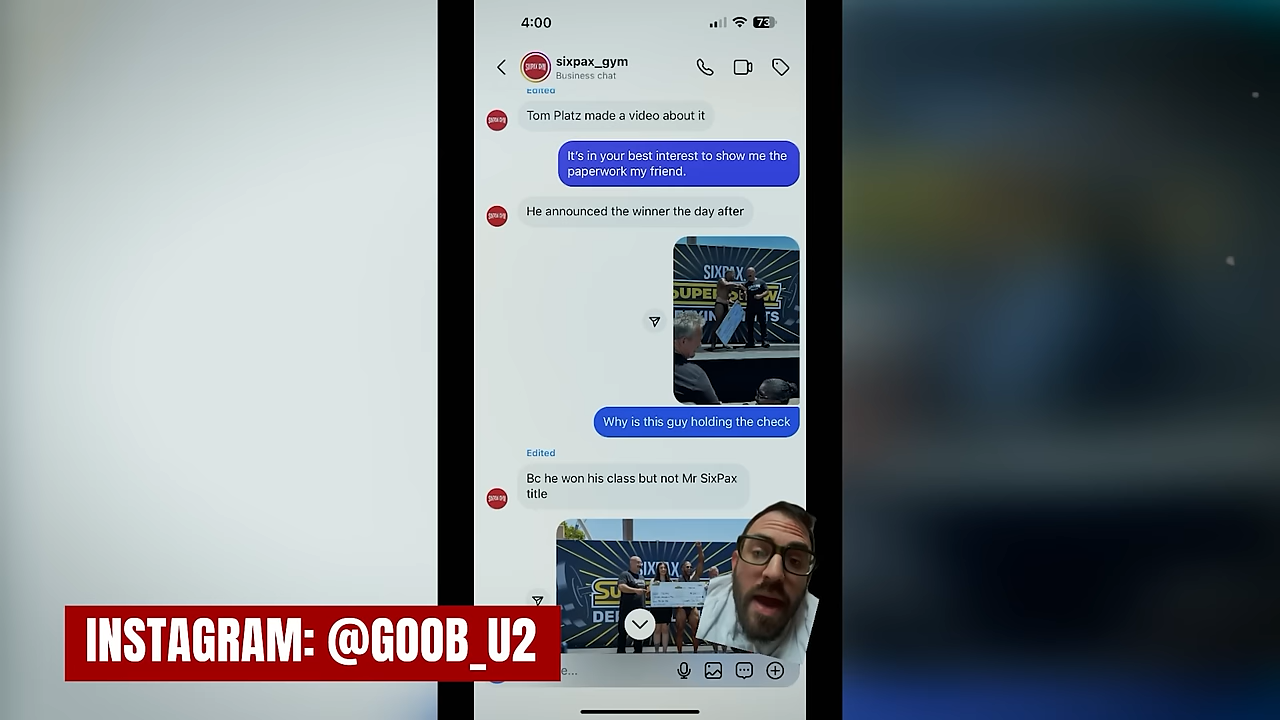 4:00
73
sixpax_gym
Business chat
Edited
Tom Platz made a video about it
It's in your best interest to show me the
paperwork my friend.
He announced the winner the day after
SIXPAX
Why is this guy holding the check
Edited
Bc he won his class but not Mr SixPax
title
SIXPAX
INSTAGRAM: @GOOB_U2